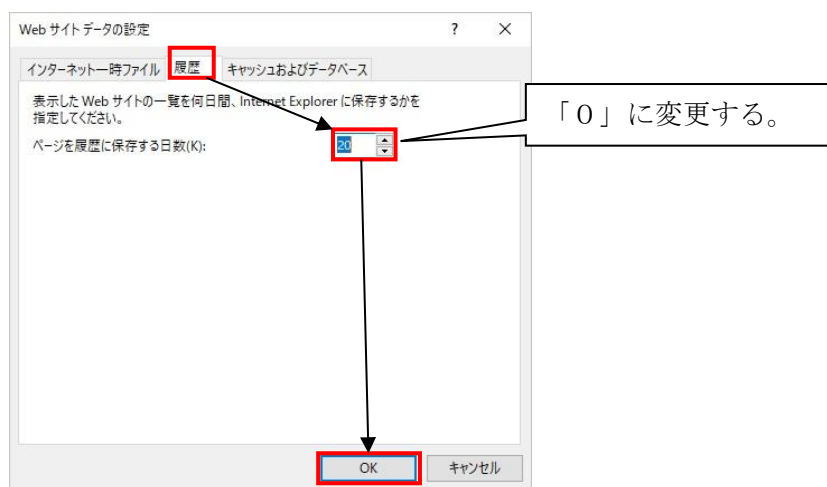 Web サイト データの設定
? ×
インターネット一時ファイル 履歴 キャッシュおよびデータベース
表示した Web サイトの一覧を何日間、Internet Explorer に保存するかを
指定してください。
ページを履歴に保存する日数(K): 20
「０」に変更する。
OK キャンセル